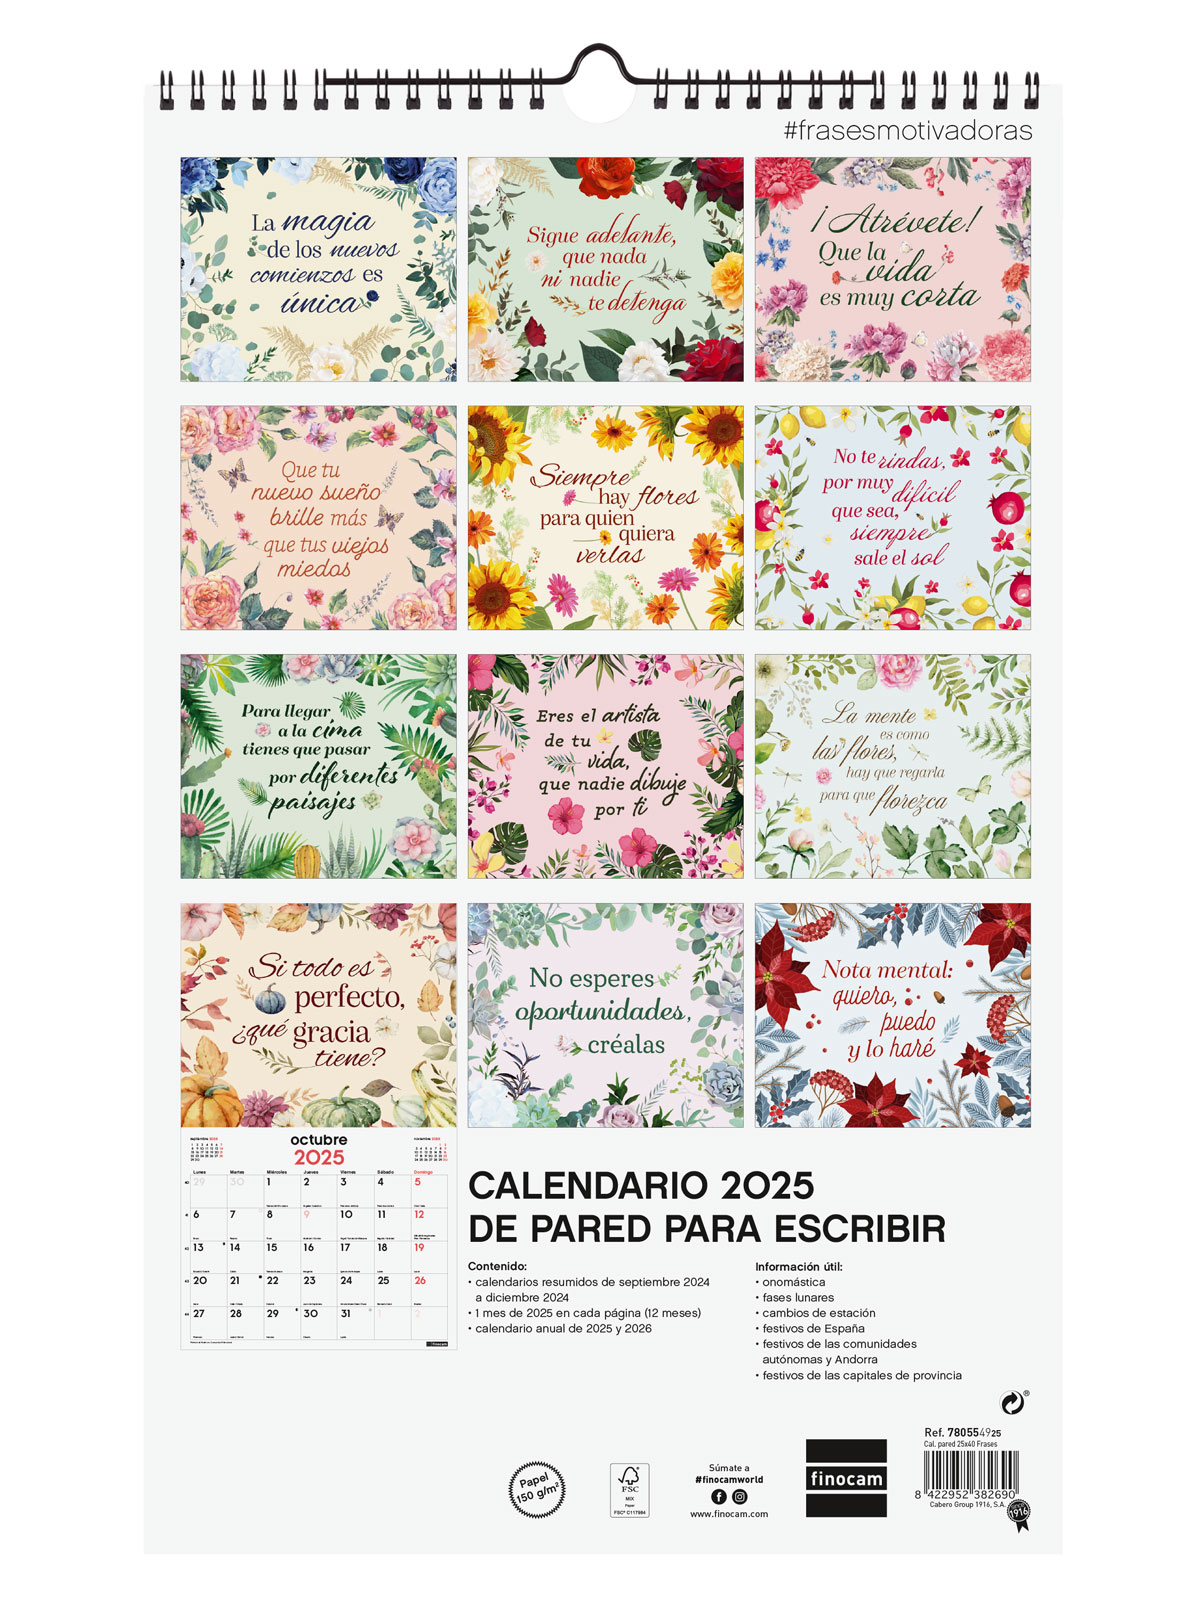 #frasesmotivadoras
La magia
de los nuevos
comienzos es
única
Sigue adelante,
que nada
ni nadie
te detenga
¡Atrévete!
Que la
vida
es muy corta
Que tu
nuevo sueño
brille más
que tus viejos
miedos
Siempre
hay flores
para quien
quiera
verlas
No te rindas,
por muy
difícil
que sea,
siempre
sale el sol
Para llegar
a la cima
tienes que pasar
por diferentes
paisajes
Eres el artista
de tu
vida,
que nadie dibuje
por ti
La mente
es como
las flores,
hay que regarla
para que
florezca
Si todo es
perfecto,
¿qué gracia
tiene?
No esperes
oportunidades,
créalas
Nota mental:
quiero,
puedo
y lo haré
septiembre 2025
octubre
2025
noviembre 2025
Lunes Martes Miércoles Jueves Viernes Sábado Domingo
40 29 30 1 2 3 4 5
41 6 7 8 9 10 11 12
42 13 14 15 16 17 18 19
43 20 21 22 23 24 25 26
44 27 28 29 30 31 1 2
finocam
CALENDARIO 2025
DE PARED PARA ESCRIBIR
Contenido:
• calendarios resumidos de septiembre 2024
a diciembre 2024
• 1 mes de 2025 en cada página (12 meses)
• calendario anual de 2025 y 2026
Información útil:
• onomástica
• fases lunares
• cambios de estación
• festivos de España
• festivos de las comunidades
autónomas y Andorra
• festivos de las capitales de provincia
®
Papel
150 g/m²
FSC
MIX
Paper
FSC® C117984
Súmate a
#finocamworld
www.finocam.com
finocam
Ref. 780554925
Cal. pared 25x40 Frases
8 422952 382690
Cabero Group 1916, S.A.
1916